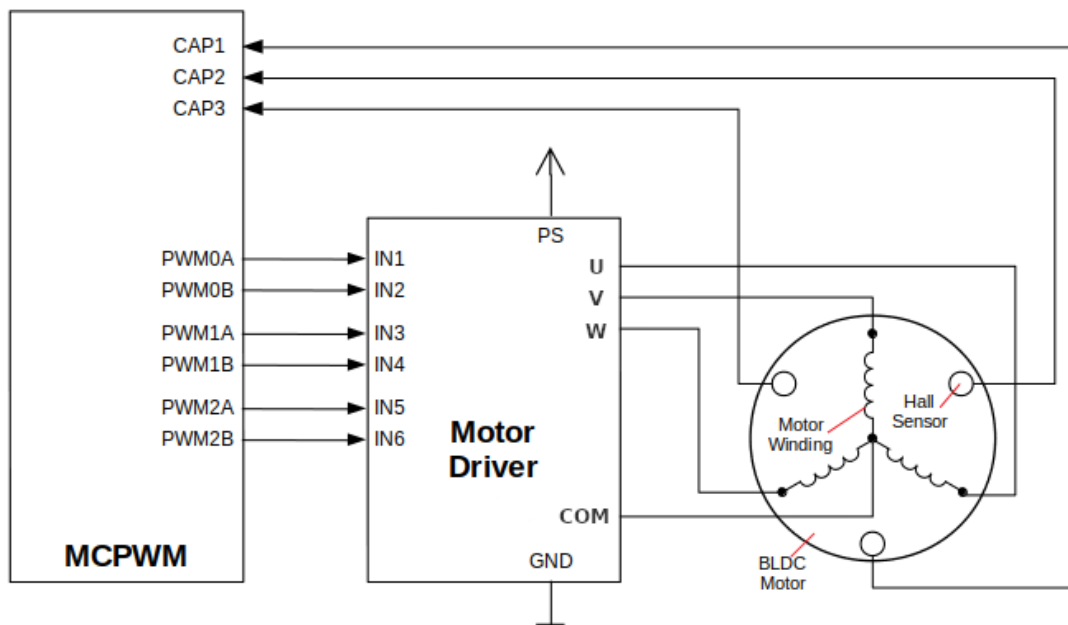 CAP1
CAP2
CAP3
PWM0A
PWM0B
PWM1A
PWM1B
PWM2A
PWM2B
MCPWM
PS
IN1
IN2
IN3
IN4
IN5
IN6
U
V
W
Motor
Driver
COM
GND
Motor
Winding
Hall
Sensor
BLDC
Motor